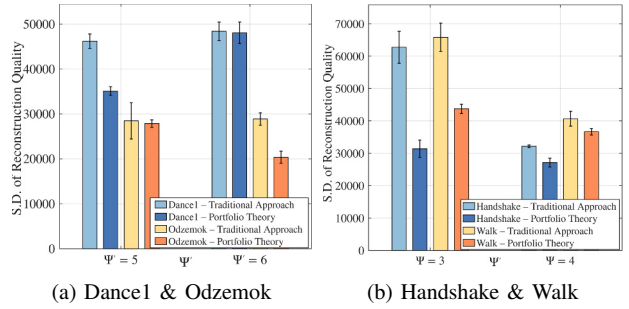 S.D. of Reconstruction Quality
50000
40000
30000
20000
10000
0
Dance1 – Traditional Approach
Dance1 – Portfolio Theory
Odzemok – Traditional Approach
Odzemok – Portfolio Theory
Ψ' = 5
Ψ'
Ψ' = 6
(a) Dance1 & Odzemok
S.D. of Reconstruction Quality
70000
60000
50000
40000
30000
20000
10000
0
Handshake – Traditional Approach
Handshake – Portfolio Theory
Walk – Traditional Approach
Walk – Portfolio Theory
Ψ = 3
Ψ'
Ψ = 4
(b) Handshake & Walk